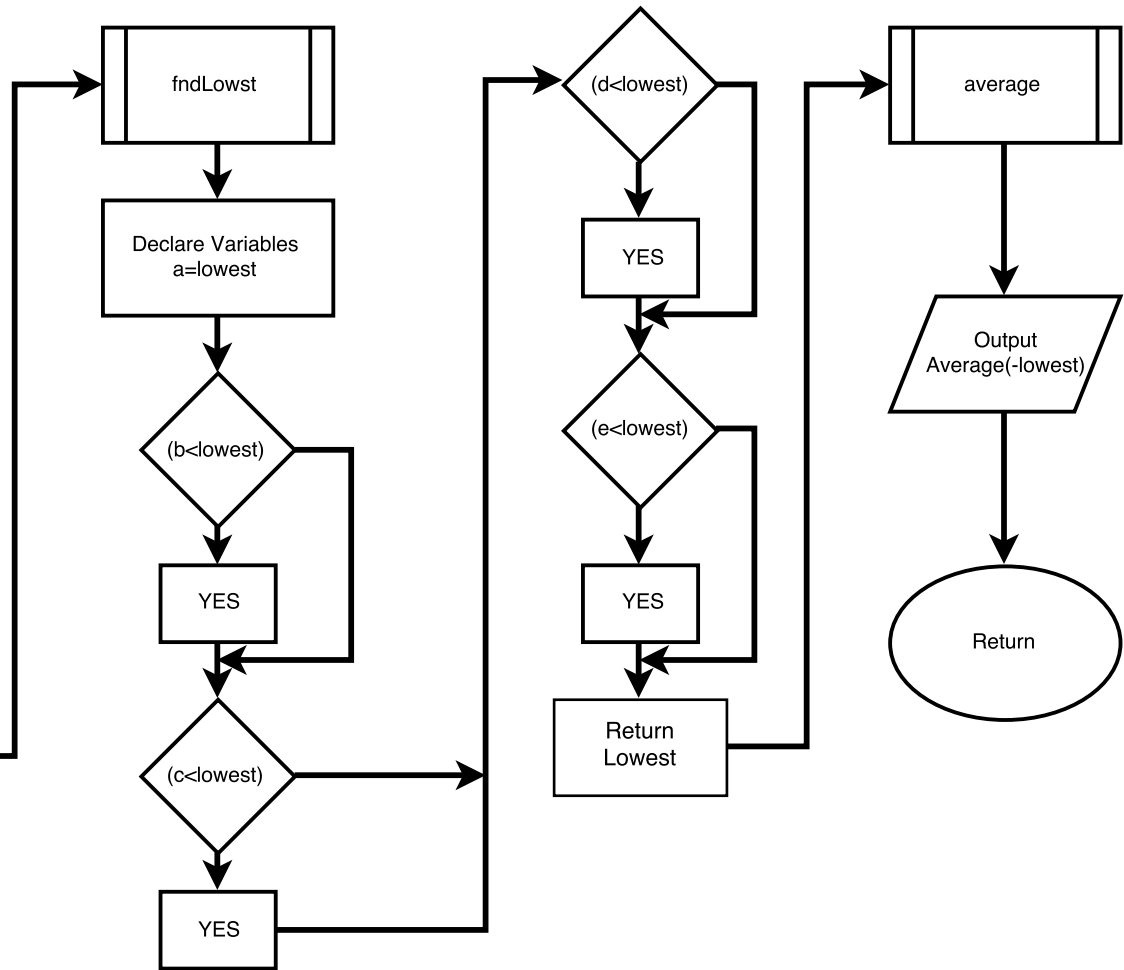 fndLowst
Declare Variables
a=lowest
(b<lowest)
YES
(c<lowest)
YES
(d<lowest)
YES
(e<lowest)
YES
Return
Lowest
average
Output
Average(-lowest)
Return